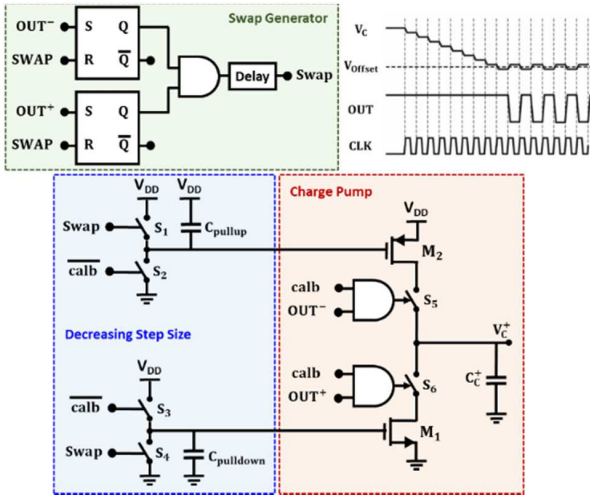 Swap Generator
OUT⁻
S
Q
SWAP
R
Q̅
Delay
Swap
OUT⁺
S
Q
SWAP
R
Q̅
V_C
V_Offset
OUT
CLK
V_DD
V_DD
Swap
S₁
C_pullup
c̅a̅l̅b̅
S₂
Decreasing Step Size
V_DD
c̅a̅l̅b̅
S₃
Swap
S₄
C_pulldown
Charge Pump
V_DD
M₂
calb
OUT⁻
S₅
V_C⁺
calb
OUT⁺
S₆
C_C⁺
M₁